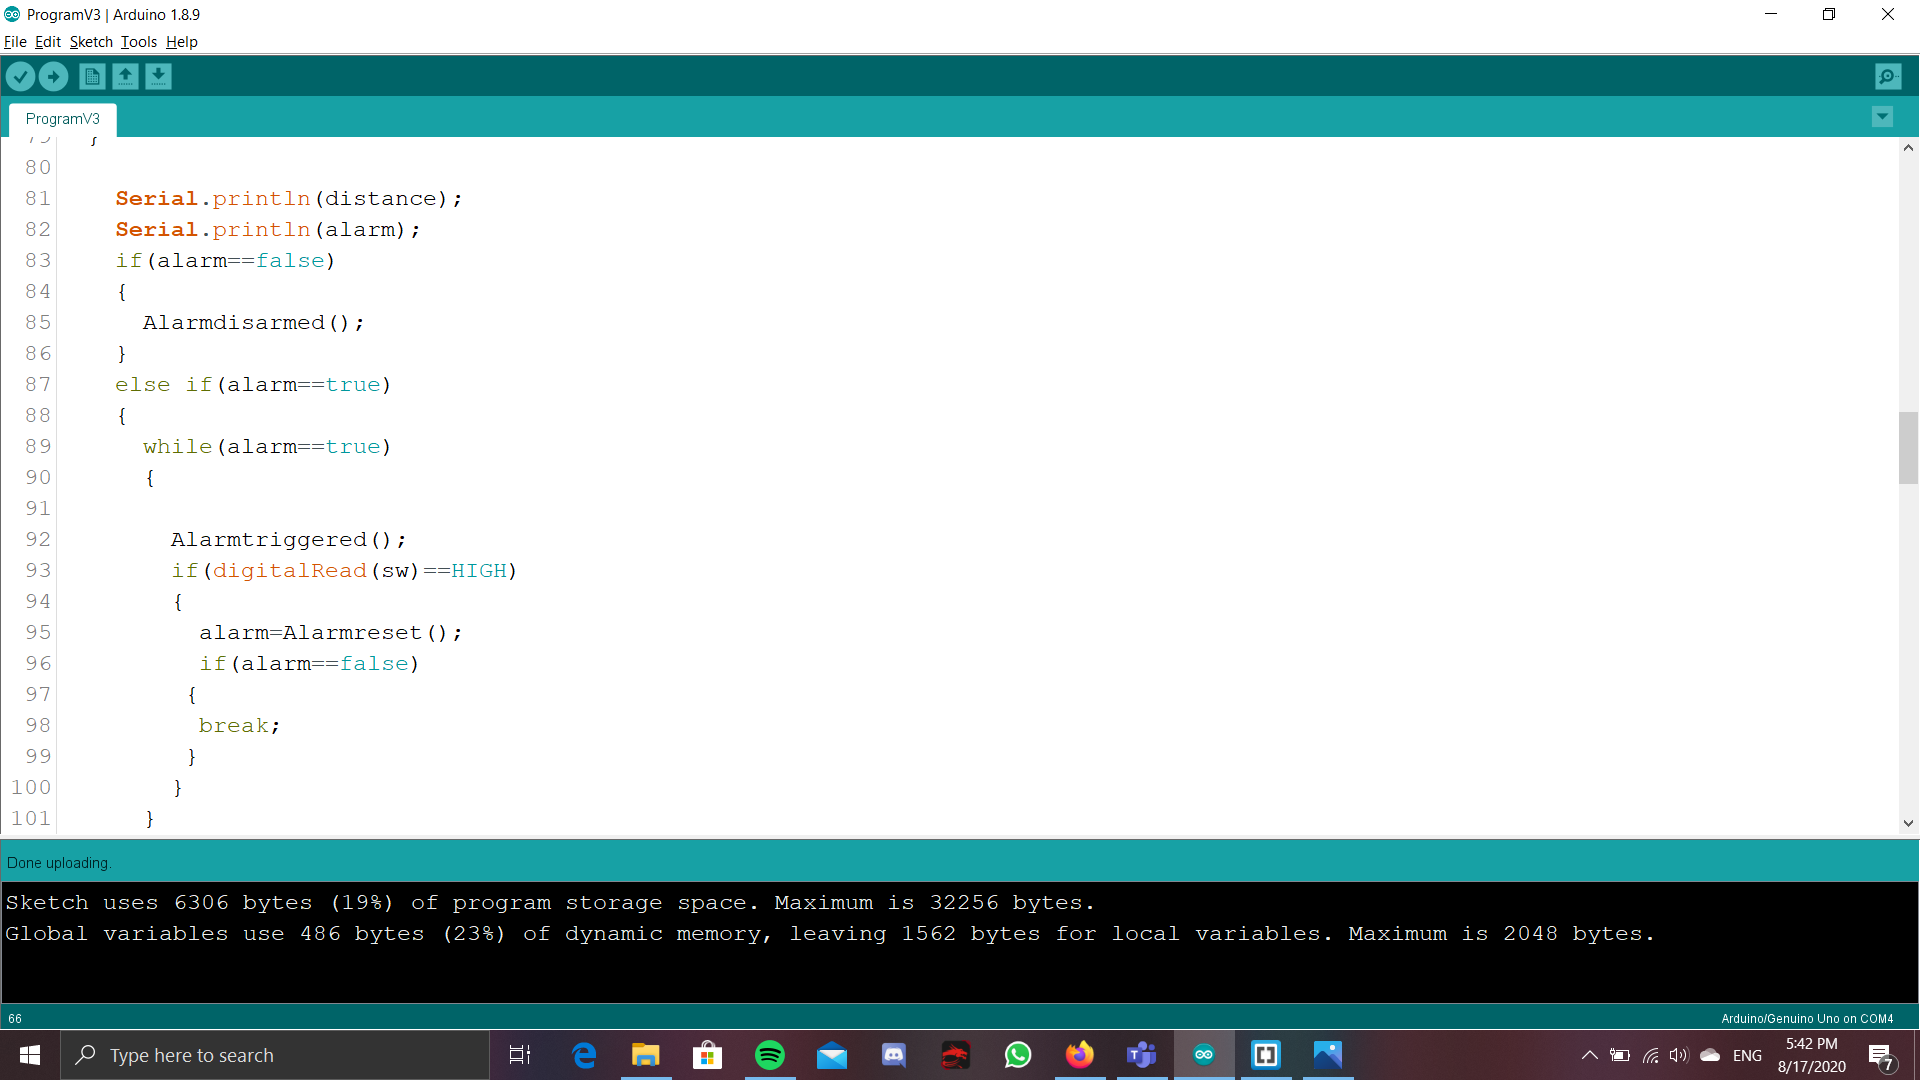 ProgramV3 | Arduino 1.8.9
File Edit Sketch Tools Help
ProgramV3
79 }
80
81 Serial.println(distance);
82 Serial.println(alarm);
83 if(alarm==false)
84 {
85 Alarmdisarmed();
86 }
87 else if(alarm==true)
88 {
89 while(alarm==true)
90 {
91
92 Alarmtriggered();
93 if(digitalRead(sw)==HIGH)
94 {
95 alarm=Alarmreset();
96 if(alarm==false)
97 {
98 break;
99 }
100 }
101 }
Done uploading.
Sketch uses 6306 bytes (19%) of program storage space. Maximum is 32256 bytes.
Global variables use 486 bytes (23%) of dynamic memory, leaving 1562 bytes for local variables. Maximum is 2048 bytes.
66
Arduino/Genuino Uno on COM4
Type here to search
ENG
5:42 PM
8/17/2020
7